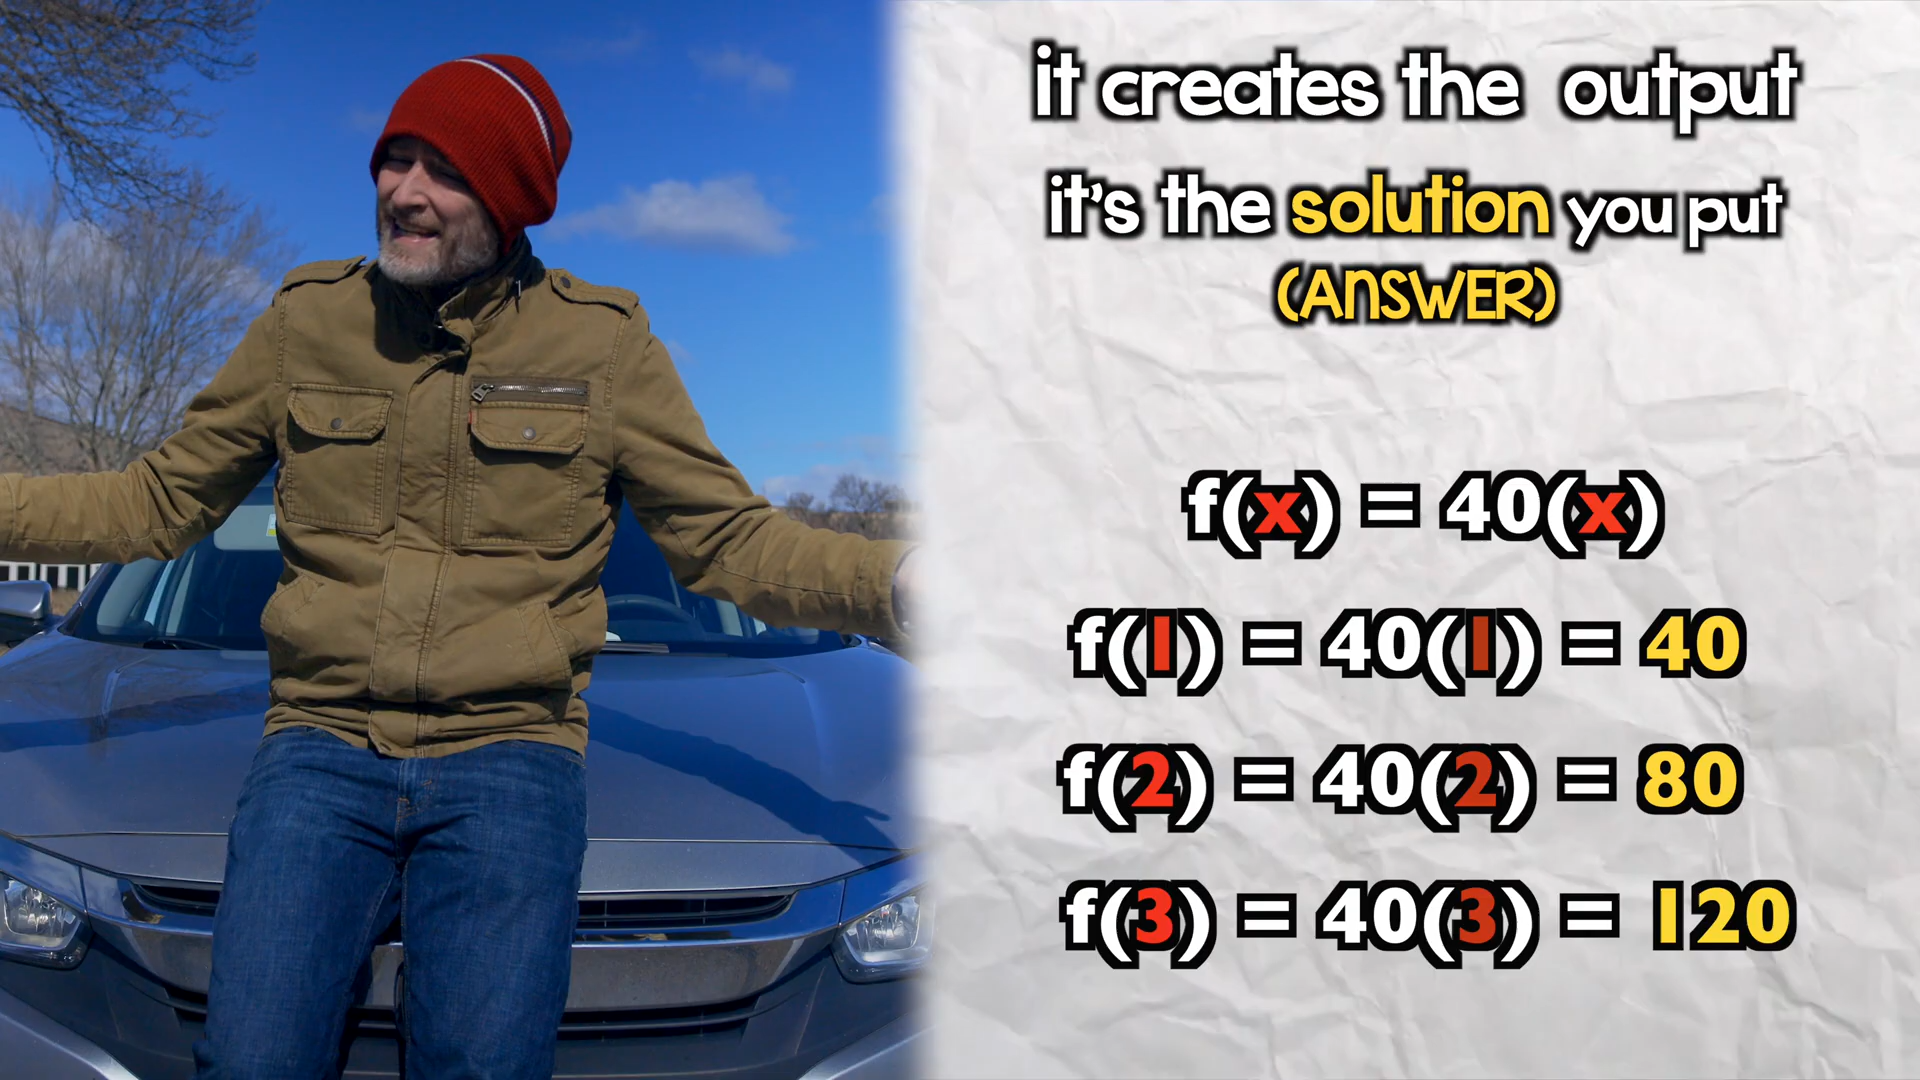 it creates the output
it's the solution you put
(ANSWER)
f(x) = 40(x)
f(1) = 40(1) = 40
f(2) = 40(2) = 80
f(3) = 40(3) = 120